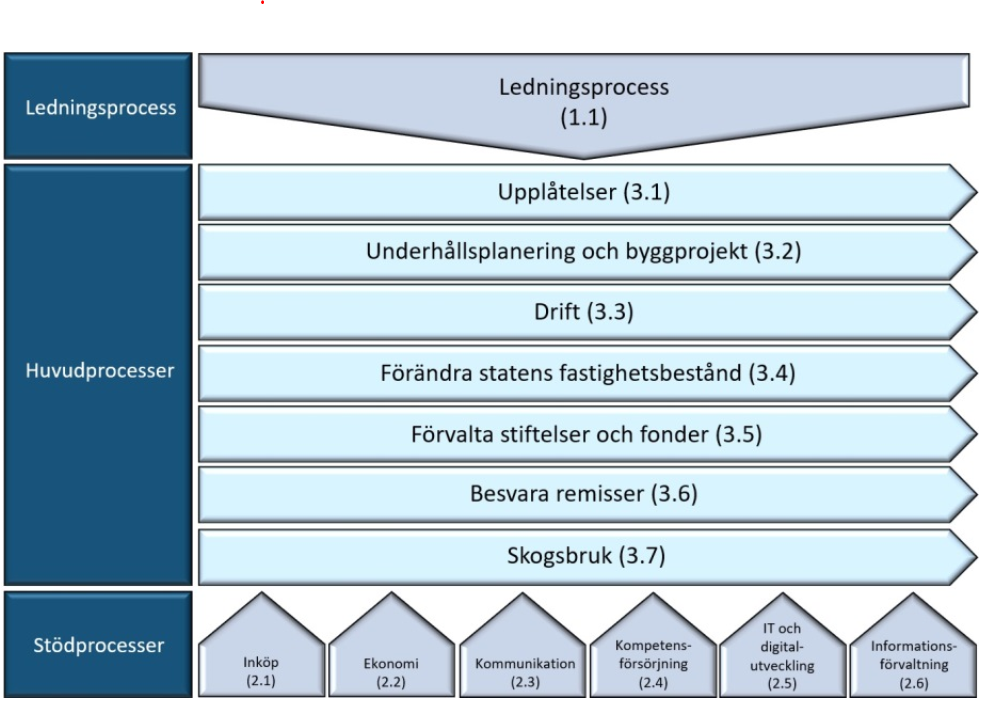 Ledningsprocess
Ledningsprocess
(1.1)
Huvudprocesser
Upplåtelser (3.1)
Underhållsplanering och byggprojekt (3.2)
Drift (3.3)
Förändra statens fastighetsbestånd (3.4)
Förvalta stiftelser och fonder (3.5)
Besvara remisser (3.6)
Skogsbruk (3.7)
Stödprocesser
Inköp
(2.1)
Ekonomi
(2.2)
Kommunikation
(2.3)
Kompetens-
försörjning
(2.4)
IT och
digital-
utveckling
(2.5)
Informations-
förvaltning
(2.6)